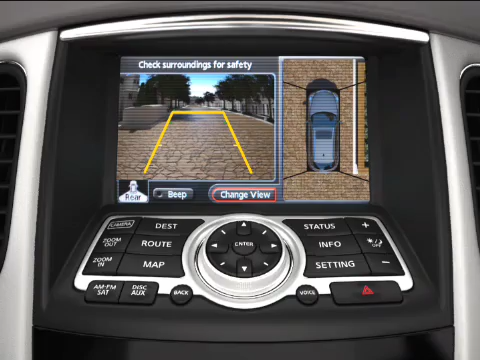 Check surroundings for safety
Rear
Beep
Change View
CAMERA
DEST
STATUS
+
ZOOM OUT
ROUTE
ENTER
INFO
OFF
ZOOM IN
MAP
SETTING
−
AM·FM SAT
DISC AUX
BACK
VOICE